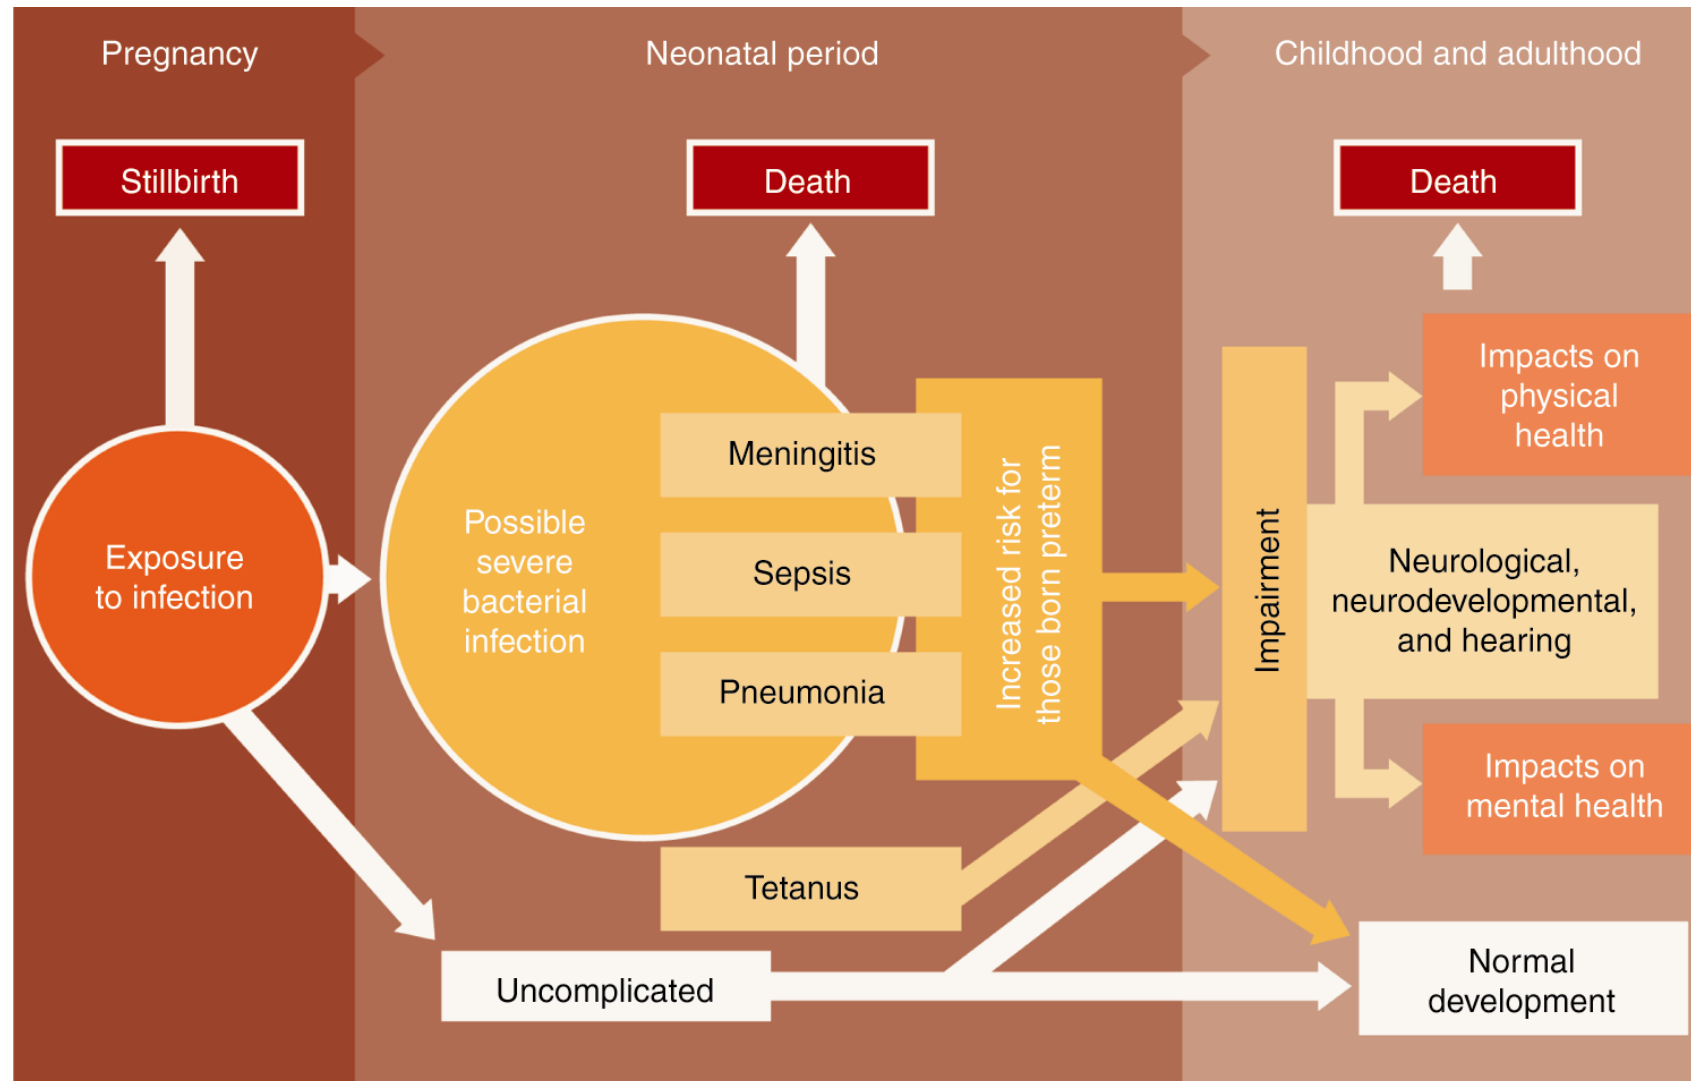 Pregnancy
Neonatal period
Childhood and adulthood
Stillbirth
Death
Death
Exposure
to infection
Possible
severe
bacterial
infection
Meningitis
Sepsis
Pneumonia
Increased risk for
those born preterm
Tetanus
Uncomplicated
Impairment
Impacts on
physical
health
Neurological,
neurodevelopmental,
and hearing
Impacts on
mental health
Normal
development